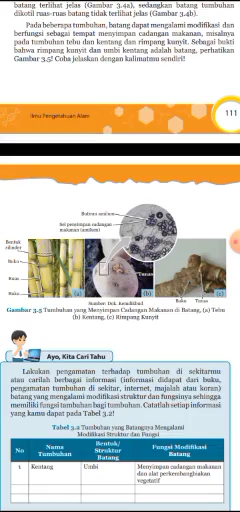 batang terlihat jelas (Gambar 3.4a), sedangkan batang tumbuhan
dikotil ruas-ruas batang tidak terlihat jelas (Gambar 3.4b).
Pada beberapa tumbuhan, batang dapat mengalami modifikasi dan
berfungsi sebagai tempat menyimpan cadangan makanan, misalnya
pada tumbuhan tebu dan kentang dan rimpang kunyit. Sebagai bukti
bahwa rimpang kunyit dan umbi kentang adalah batang, perhatikan
Gambar 3.5! Coba jelaskan dengan kalimatmu sendiri!
Ilmu Pengetahuan Alam
111
Butiran amilum
Sel penyimpan cadangan
makanan (amilum)
Bentuk
silinder
Buku
Ruas
Buku
Tunas
(a)
(b)
Buku
Tunas
Sumber: Dok. Kemdikbud
Gambar 3.5 Tumbuhan yang Menyimpan Cadangan Makanan di Batang, (a) Tebu
(b) Kentang, (c) Rimpang Kunyit
Ayo, Kita Cari Tahu
Lakukan pengamatan terhadap tumbuhan di sekitarmu
atau carilah berbagai informasi (informasi didapat dari buku,
pengamatan tumbuhan di sekitar, internet, majalah atau koran)
batang yang mengalami modifikasi struktur dan fungsinya sehingga
memiliki fungsi tambahan bagi tumbuhan. Catatlah setiap informasi
yang kamu dapat pada Tabel 3.2!
Tabel 3.2 Tumbuhan yang Batangnya Mengalami
Modifikasi Struktur dan Fungsi
No
Nama
Tumbuhan
Bentuk/
Struktur
Batang
Fungsi Modifikasi
Batang
1
Kentang
Umbi
Menyimpan cadangan makanan
dan alat perkembangbiakan
vegetatif